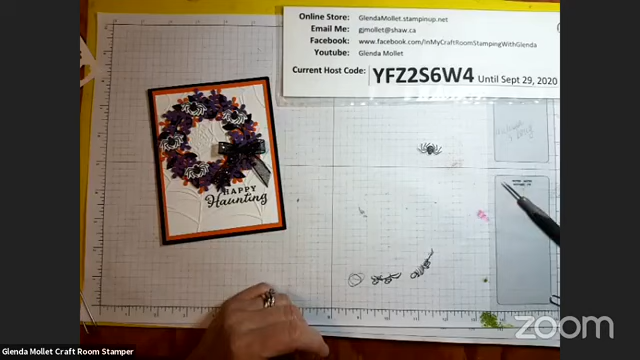 Online Store: GlendaMollet.stampinup.net
Email Me: gjmollet@shaw.ca
Facebook: www.facebook.com/InMyCraftRoomStampingWithGlenda
Youtube: Glenda Mollet
Current Host Code: YFZ2S6W4 Until Sept 29, 2020
HAPPY
Haunting
Glenda Mollet Craft Room Stamper
zoom